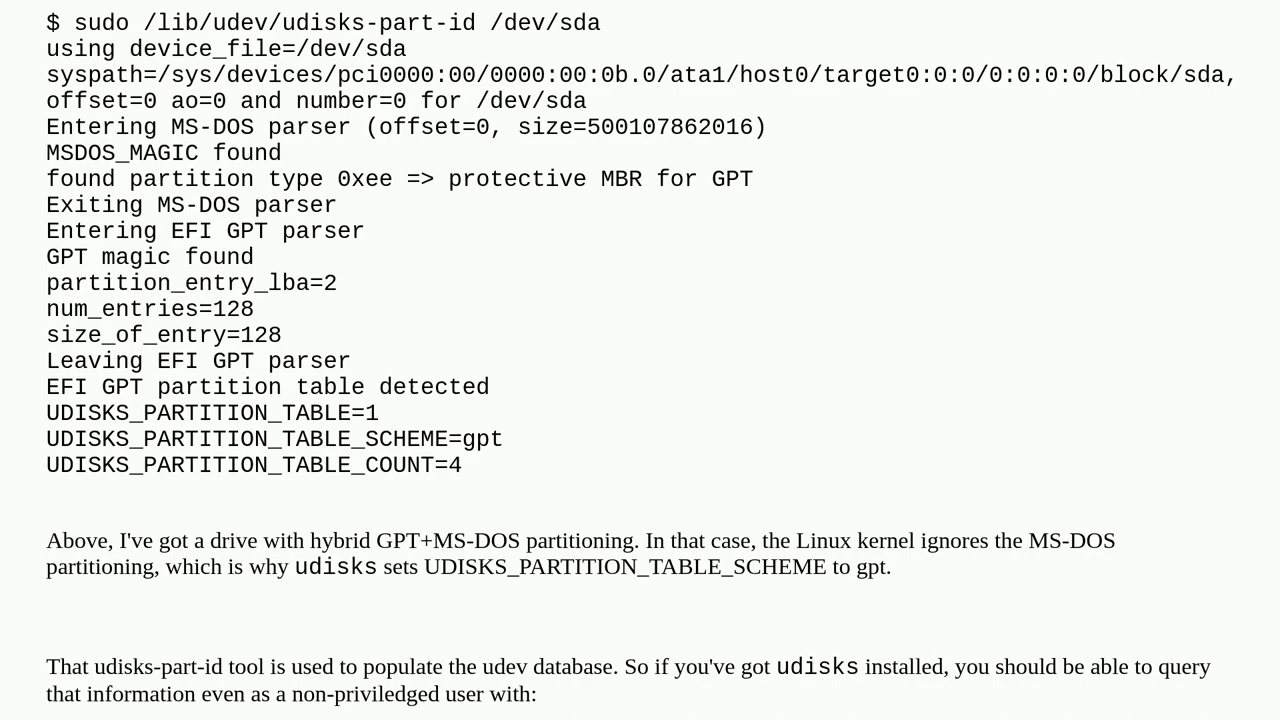 $ sudo /lib/udev/udisks-part-id /dev/sda
using device_file=/dev/sda
syspath=/sys/devices/pci0000:00/0000:00:0b.0/ata1/host0/target0:0:0/0:0:0:0/block/sda,
offset=0 ao=0 and number=0 for /dev/sda
Entering MS-DOS parser (offset=0, size=500107862016)
MSDOS_MAGIC found
found partition type 0xee => protective MBR for GPT
Exiting MS-DOS parser
Entering EFI GPT parser
GPT magic found
partition_entry_lba=2
num_entries=128
size_of_entry=128
Leaving EFI GPT parser
EFI GPT partition table detected
UDISKS_PARTITION_TABLE=1
UDISKS_PARTITION_TABLE_SCHEME=gpt
UDISKS_PARTITION_TABLE_COUNT=4
Above, I've got a drive with hybrid GPT+MS-DOS partitioning. In that case, the Linux kernel ignores the MS-DOS
partitioning, which is why udisks sets UDISKS_PARTITION_TABLE_SCHEME to gpt.
That udisks-part-id tool is used to populate the udev database. So if you've got udisks installed, you should be able to query
that information even as a non-priviledged user with: